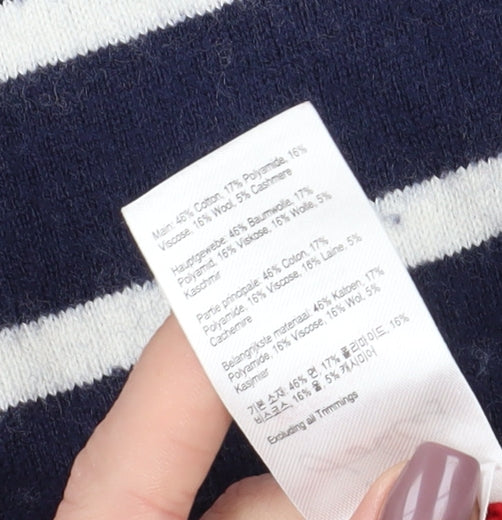 Main: 46% Cotton, 17% Polyamide, 16%
Viscose, 16% Wool, 5% Cashmere
Hauptgewebe: 46% Baumwolle, 17%
Polyamid, 16% Viskose, 16% Wolle, 5%
Kaschmir
Partie principale: 46% Coton, 17%
Polyamide, 16% Viscose, 16% Laine, 5%
Cachemire
Belangrijkste materiaal: 46% Katoen, 17%
Polyamide, 16% Viscose, 16% Wol, 5%
Kasjmier
기본 소자: 46% 면, 17% 폴리마이드, 16%
비스코스, 16% 울, 5% 캐시미어
Excluding all Trimmings